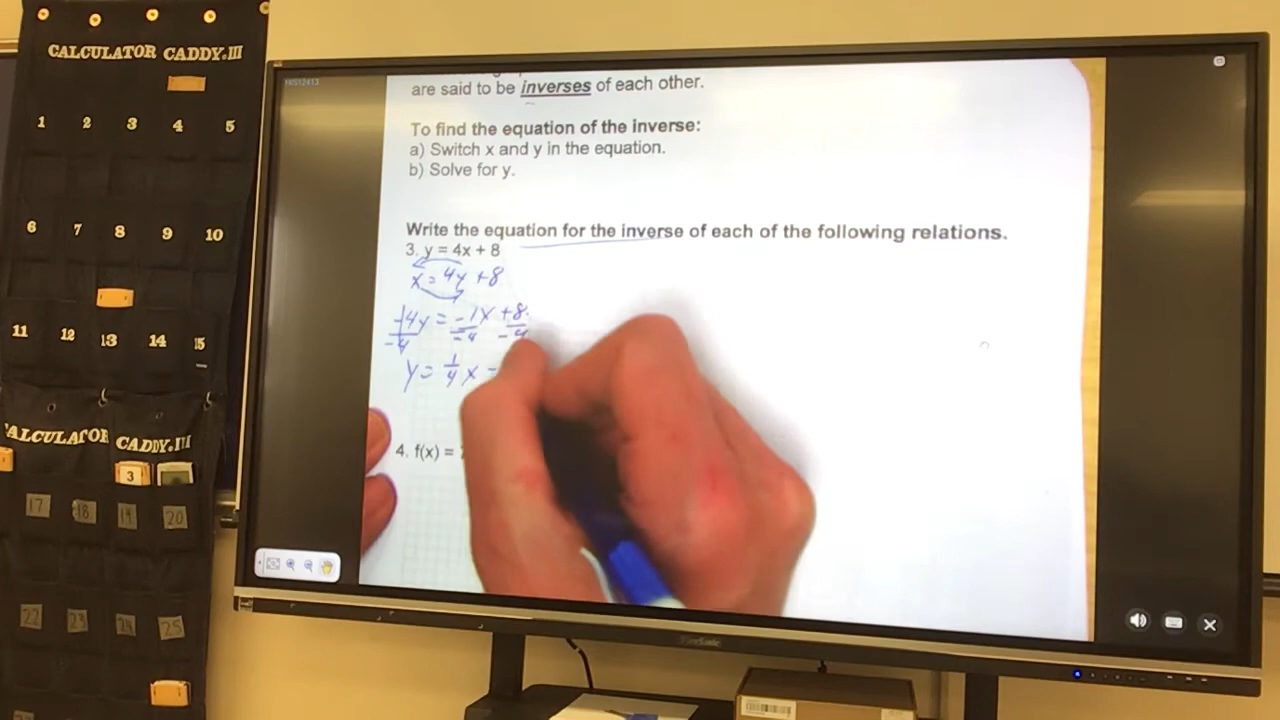 CALCULATOR CADDY.III
1 2 3 4 5
6 7 8 9 10
11 12 13 14 15
CALCULATOR CADDY.III
3
17 18 19 20
22 23 24 25
are said to be inverses of each other.
To find the equation of the inverse:
a) Switch x and y in the equation.
b) Solve for y.
Write the equation for the inverse of each of the following relations.
3. y = 4x + 8
x = 4y + 8
-4y = -1x + 8
-4 -4 -4
y = 1/4 x -
4. f(x) =
ViewSonic